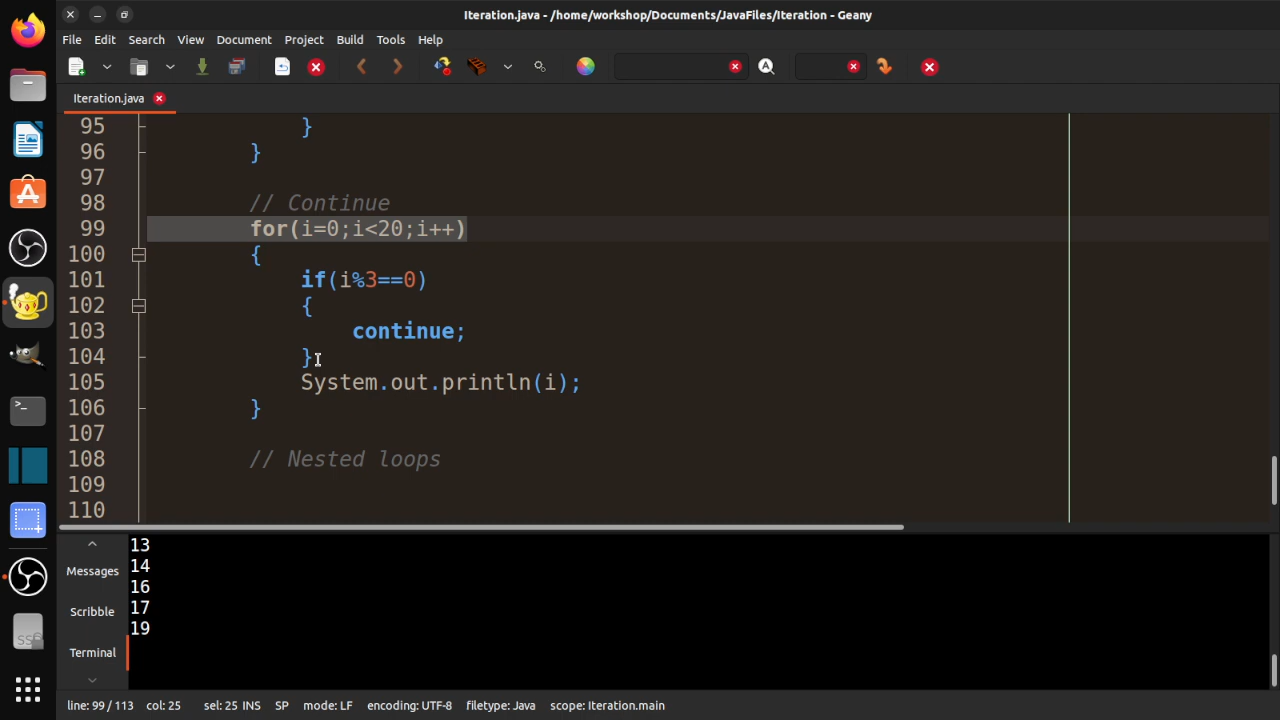 Iteration.java - /home/workshop/Documents/JavaFiles/Iteration - Geany
File Edit Search View Document Project Build Tools Help
Iteration.java
95 }
96 }
97
98 // Continue
99 for(i=0;i<20;i++)
100 {
101 if(i%3==0)
102 {
103 continue;
104 }
105 System.out.println(i);
106 }
107
108 // Nested loops
109
110
Messages
Scribble
Terminal
13
14
16
17
19
line: 99 / 113 col: 25 sel: 25 INS SP mode: LF encoding: UTF-8 filetype: Java scope: Iteration.main